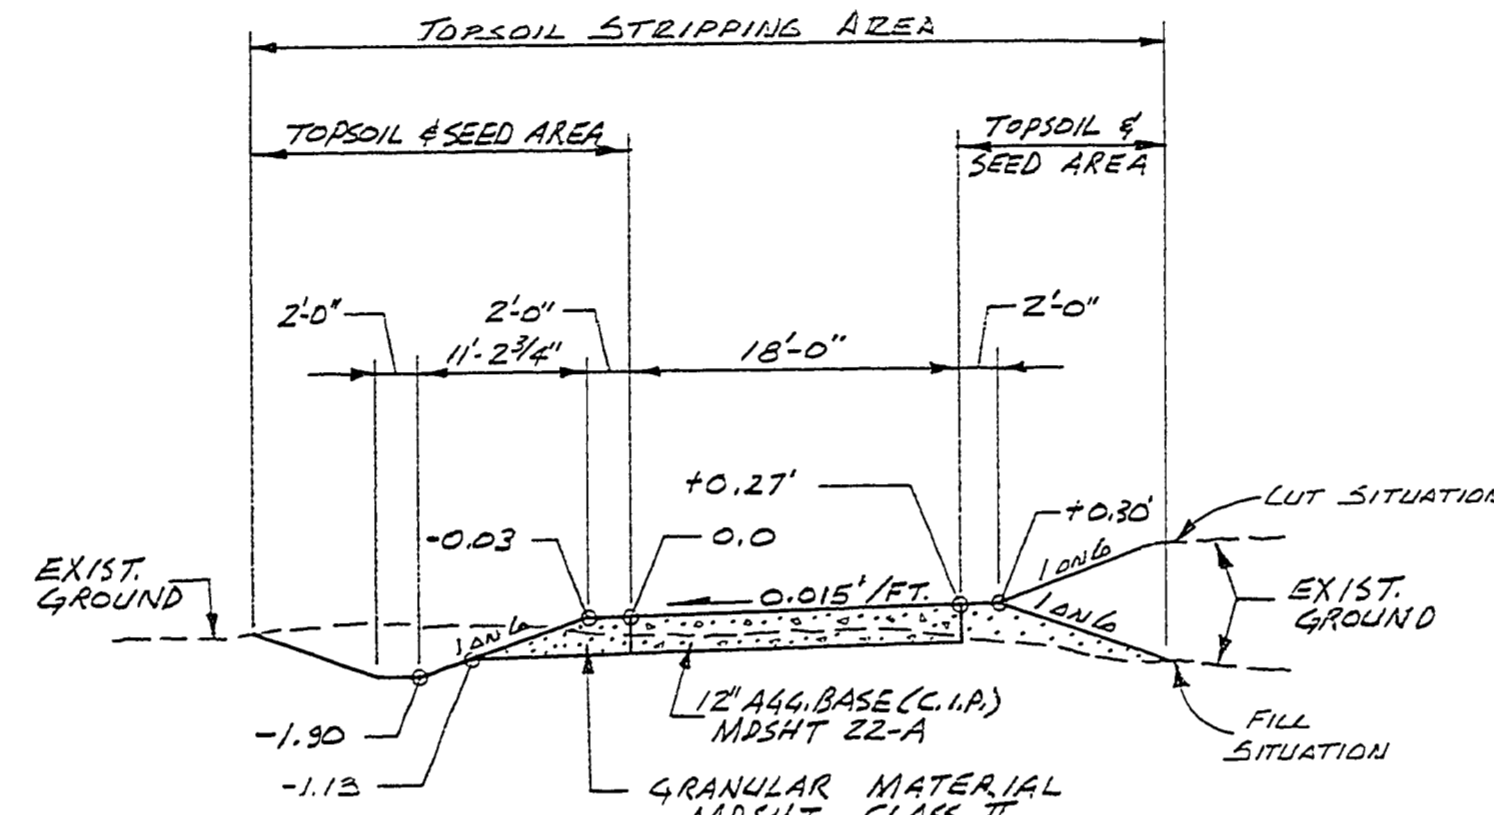 TOPSOIL STRIPPING AREA
TOPSOIL & SEED AREA
TOPSOIL &
SEED AREA
2'-0"
11'-2 3/4"
2'-0"
18'-0"
2'-0"
+0.27'
+0.30'
CUT SITUATION
-0.03
0.0
EXIST.
GROUND
1 ON 6
0.015'/FT.
1 ON 6
1 ON 6
EXIST.
GROUND
-1.90
-1.13
12" AGG. BASE (C.I.P.)
MDSHT 22-A
FILL
SITUATION
GRANULAR MATERIAL
MDSHT CLASS II